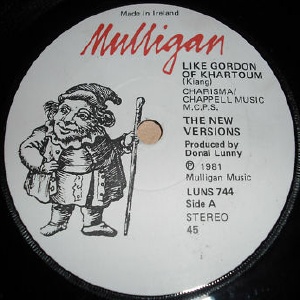 Made in Ireland
Mulligan
LIKE GORDON
OF KHARTOUM
(Kiang)
CHARISMA/
CHAPPELL MUSIC
M.C.P.S.
THE NEW
VERSIONS
Produced by
Donal Lunny
℗ 1981
Mulligan Music
LUNS 744
Side A
STEREO
45